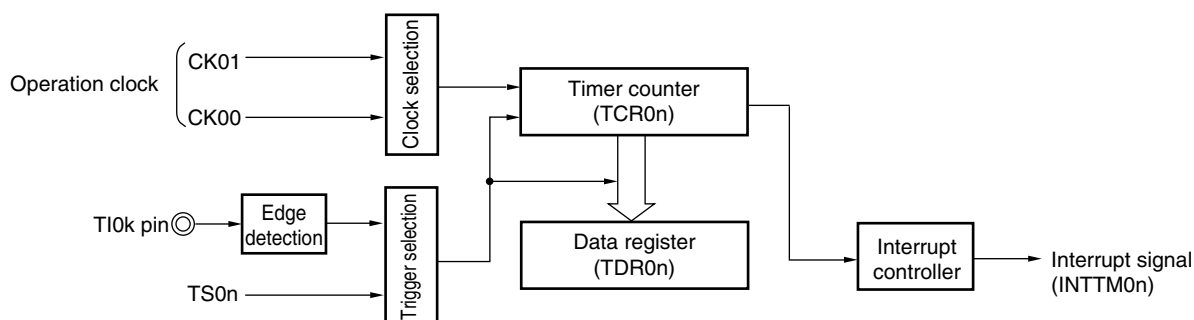 Operation clock
CK01
CK00
Clock selection
Timer counter
(TCR0n)
TI0k pin
Edge
detection
TS0n
Trigger selection
Data register
(TDR0n)
Interrupt
controller
Interrupt signal
(INTTM0n)